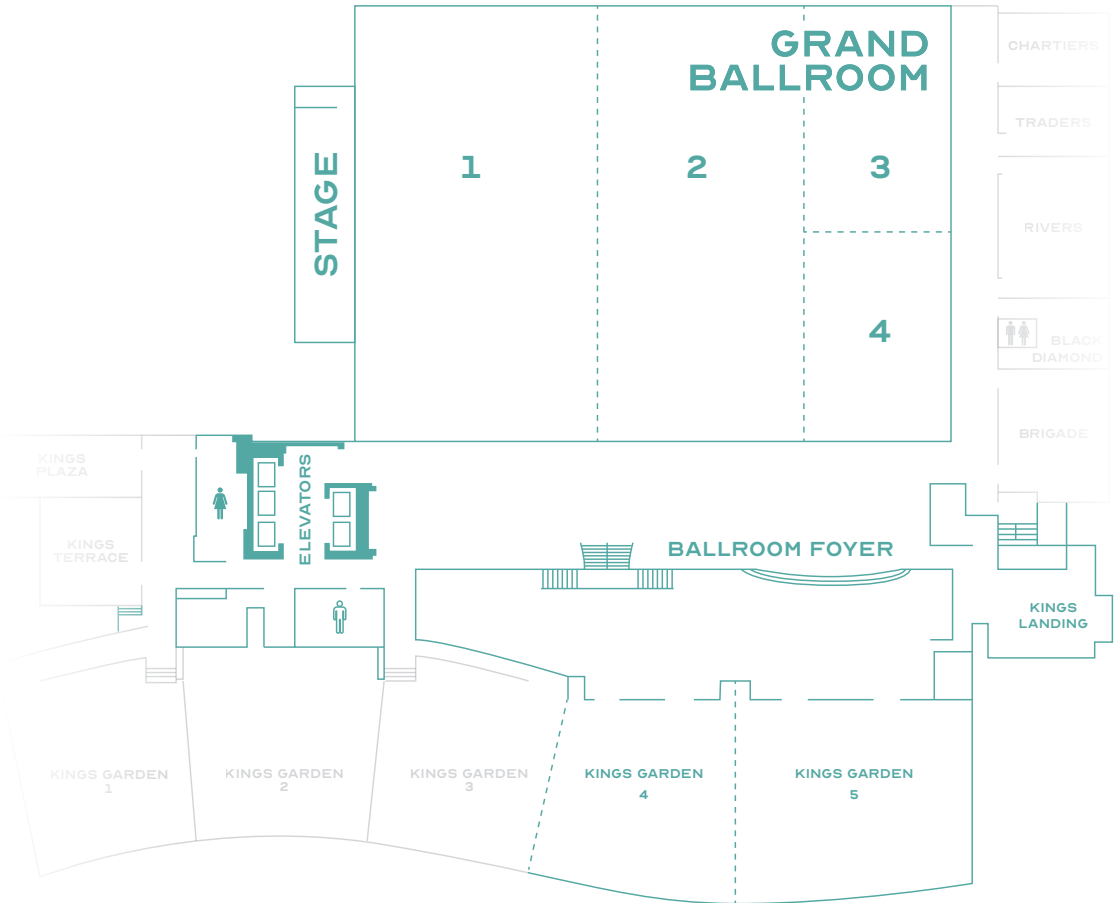 GRAND
BALLROOM
CHARTIERS
TRADERS
STAGE
1
2
3
RIVERS
4
BLACK
DIAMOND
BRIGADE
KINGS
PLAZA
ELEVATORS
KINGS
TERRACE
BALLROOM FOYER
KINGS
LANDING
KINGS GARDEN
1
KINGS GARDEN
2
KINGS GARDEN
3
KINGS GARDEN
4
KINGS GARDEN
5